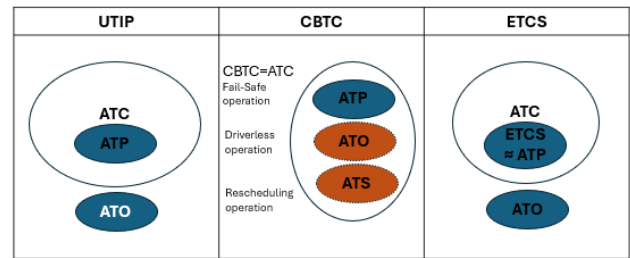 UTIP
CBTC
ETCS
ATC
ATP
ATO
CBTC=ATC
Fail-Safe
operation
Driverless
operation
Rescheduling
operation
ATP
ATO
ATS
ATC
ETCS
≈ ATP
ATO